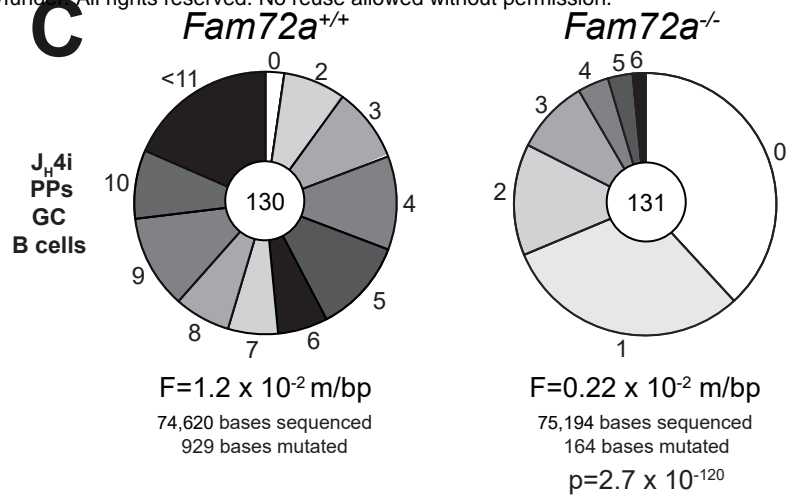 /funder. All rights reserved. No reuse allowed without permission.
C
Fam72a+/+
Fam72a-/-
JH4i
PPs
GC
B cells
<11
0
2
3
4
5
6
7
8
9
10
130
0
1
2
3
4
5
6
131
F=1.2 x 10-2 m/bp
74,620 bases sequenced
929 bases mutated
F=0.22 x 10-2 m/bp
75,194 bases sequenced
164 bases mutated
p=2.7 x 10-120